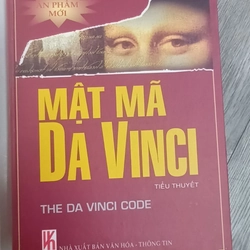 ẤN PHẨM
MỚI
MẬT MÃ
DA VINCI
TIỂU THUYẾT
THE DA VINCI CODE
NHÀ XUẤT BẢN VĂN HÓA - THÔNG TIN